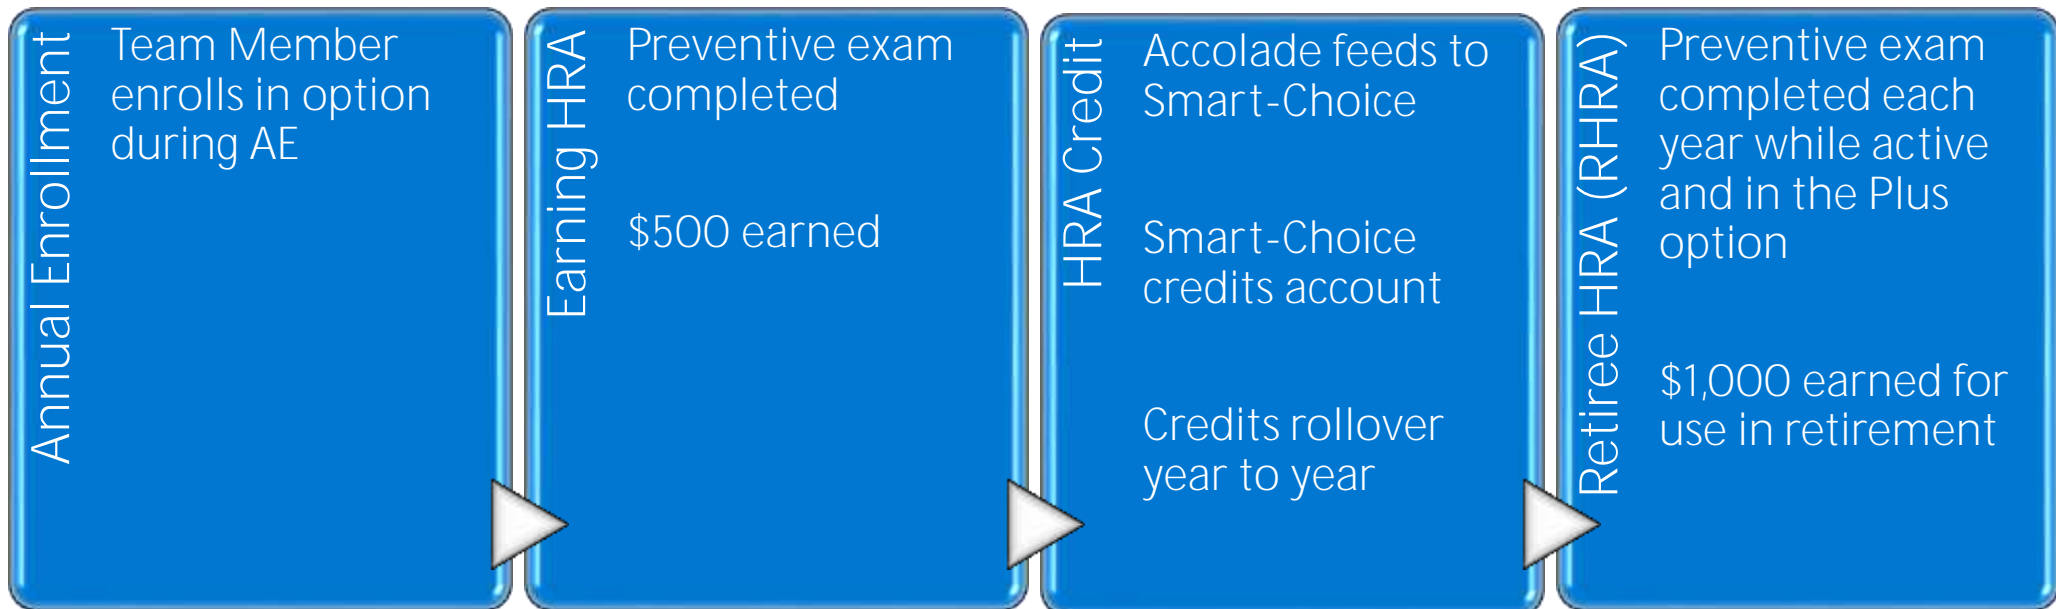 Annual Enrollment
Team Member
enrolls in option
during AE
Earning HRA
Preventive exam
completed
$500 earned
HRA Credit
Accolade feeds to
Smart-Choice
Smart-Choice
credits account
Credits rollover
year to year
Retiree HRA (RHRA)
Preventive exam
completed each
year while active
and in the Plus
option
$1,000 earned for
use in retirement